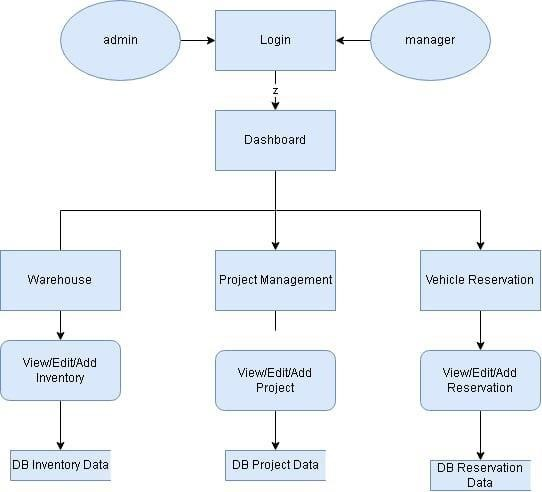 admin
Login
manager
z
Dashboard
Warehouse
Project Management
Vehicle Reservation
View/Edit/Add
Inventory
View/Edit/Add
Project
View/Edit/Add
Reservation
DB Inventory Data
DB Project Data
DB Reservation
Data